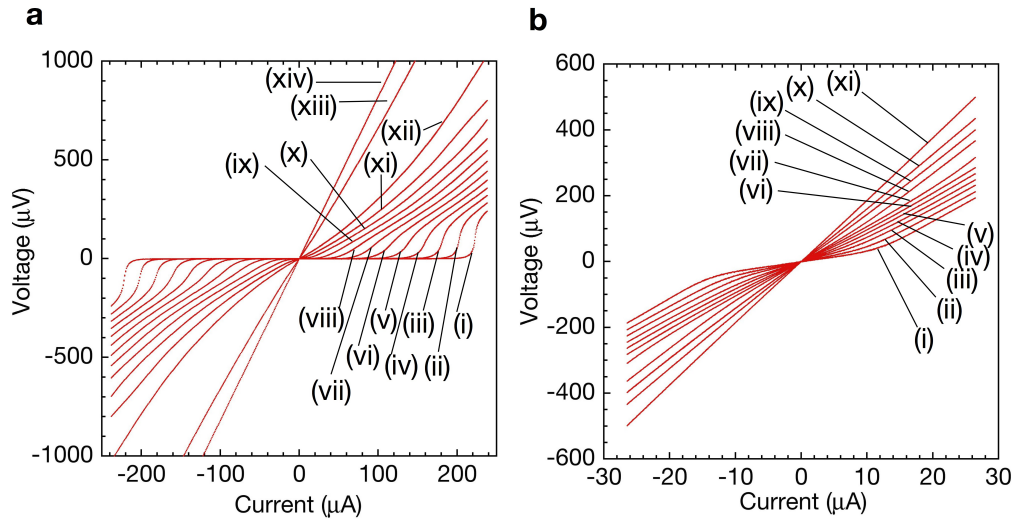 a
1000
500
0
-500
-1000
Voltage (μV)
-200 -100 0 100 200
Current (μA)
(xiv)
(xiii)
(xii)
(xi)
(x)
(ix)
(viii)
(vii)
(vi)
(v)
(iv)
(iii)
(ii)
(i)
b
600
400
200
0
-200
-400
-600
Voltage (μV)
-30 -20 -10 0 10 20 30
Current (μA)
(xi)
(x)
(ix)
(viii)
(vii)
(vi)
(v)
(iv)
(iii)
(ii)
(i)